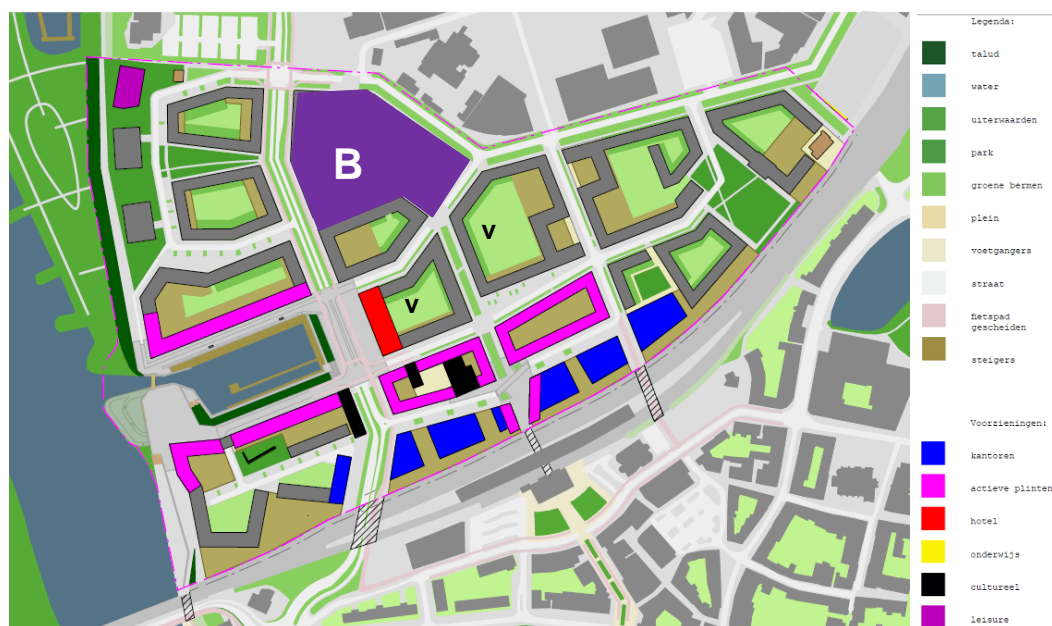 Legenda:
talud
water
uiterwaarden
park
groene bermen
plein
voetgangers
straat
fietspad
gescheiden
steigers
Voorzieningen:
kantoren
actieve plinten
hotel
onderwijs
cultureel
leisure
B
V
V